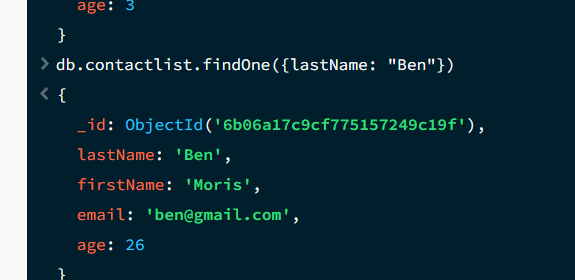 age: 3
}
> db.contactlist.findOne({lastName: "Ben"})
< {
_id: ObjectId('6b06a17c9cf775157249c19f'),
lastName: 'Ben',
firstName: 'Moris',
email: 'ben@gmail.com',
age: 26
}